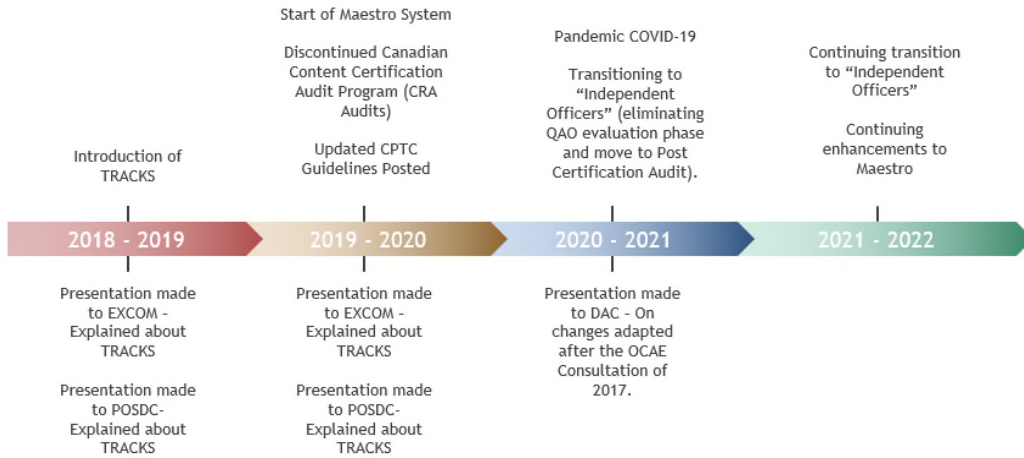 Introduction of
TRACKS
Start of Maestro System
Discontinued Canadian
Content Certification
Audit Program (CRA
Audits)
Updated CPTC
Guidelines Posted
Pandemic COVID-19
Transitioning to
“Independent
Officers” (eliminating
QAO evaluation phase
and move to Post
Certification Audit).
Continuing transition
to “Independent
Officers”
Continuing
enhancements to
Maestro
2018 - 2019
2019 - 2020
2020 - 2021
2021 - 2022
Presentation made
to EXCOM -
Explained about
TRACKS
Presentation made
to POSDC-
Explained about
TRACKS
Presentation made
to EXCOM -
Explained about
TRACKS
Presentation made
to POSDC-
Explained about
TRACKS
Presentation made
to DAC - On
changes adapted
after the OCAE
Consultation of
2017.